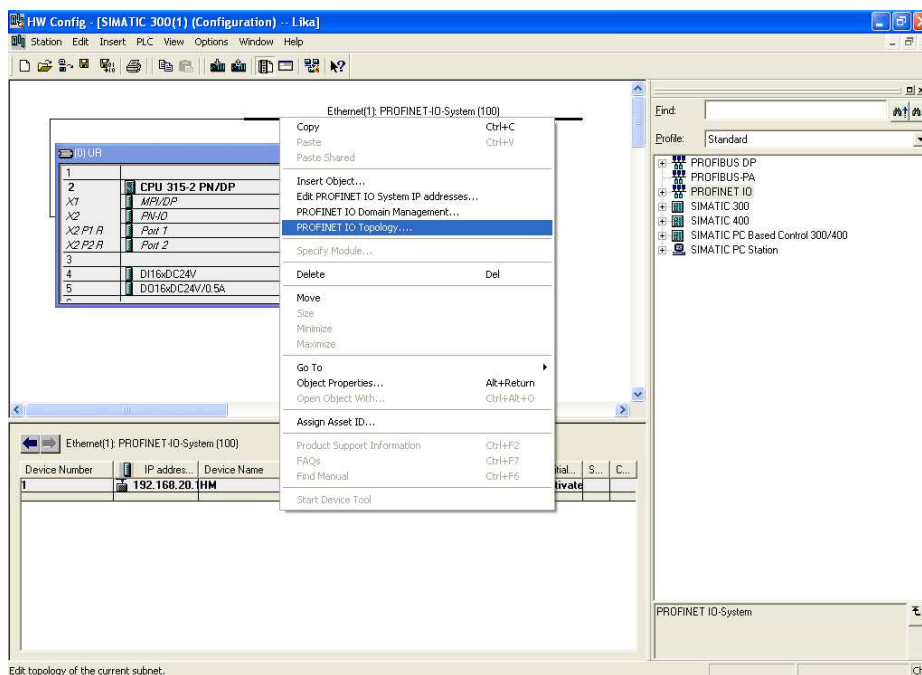 HW Config - [SIMATIC 300(1) (Configuration) -- Lika]
Station Edit Insert PLC View Options Window Help
Ethernet(1): PROFINET-IO-System (100)
(0) UR
1
2 CPU 315-2 PN/DP
X1 MPI/DP
X2 PN-IO
X2 P1 R Port 1
X2 P2 R Port 2
3
4 DI16xDC24V
5 DO16xDC24V/0.5A
Copy Ctrl+C
Paste Ctrl+V
Paste Shared
Insert Object...
Edit PROFINET IO System IP addresses...
PROFINET IO Domain Management...
PROFINET IO Topology....
Specify Module...
Delete Del
Move
Size
Minimize
Maximize
Go To
Object Properties... Alt+Return
Open Object With... Ctrl+Alt+O
Assign Asset ID...
Product Support Information Ctrl+F2
FAQs Ctrl+F7
Find Manual Ctrl+F6
Start Device Tool
Find:
Profile: Standard
PROFIBUS DP
PROFIBUS-PA
PROFINET IO
SIMATIC 300
SIMATIC 400
SIMATIC PC Based Control 300/400
SIMATIC PC Station
Ethernet(1): PROFINET-IO-System (100)
Device Number IP addres... Device Name itial... S... C...
1 192.168.20.1 HM tivate
PROFINET IO-System
Edit topology of the current subnet. Ch